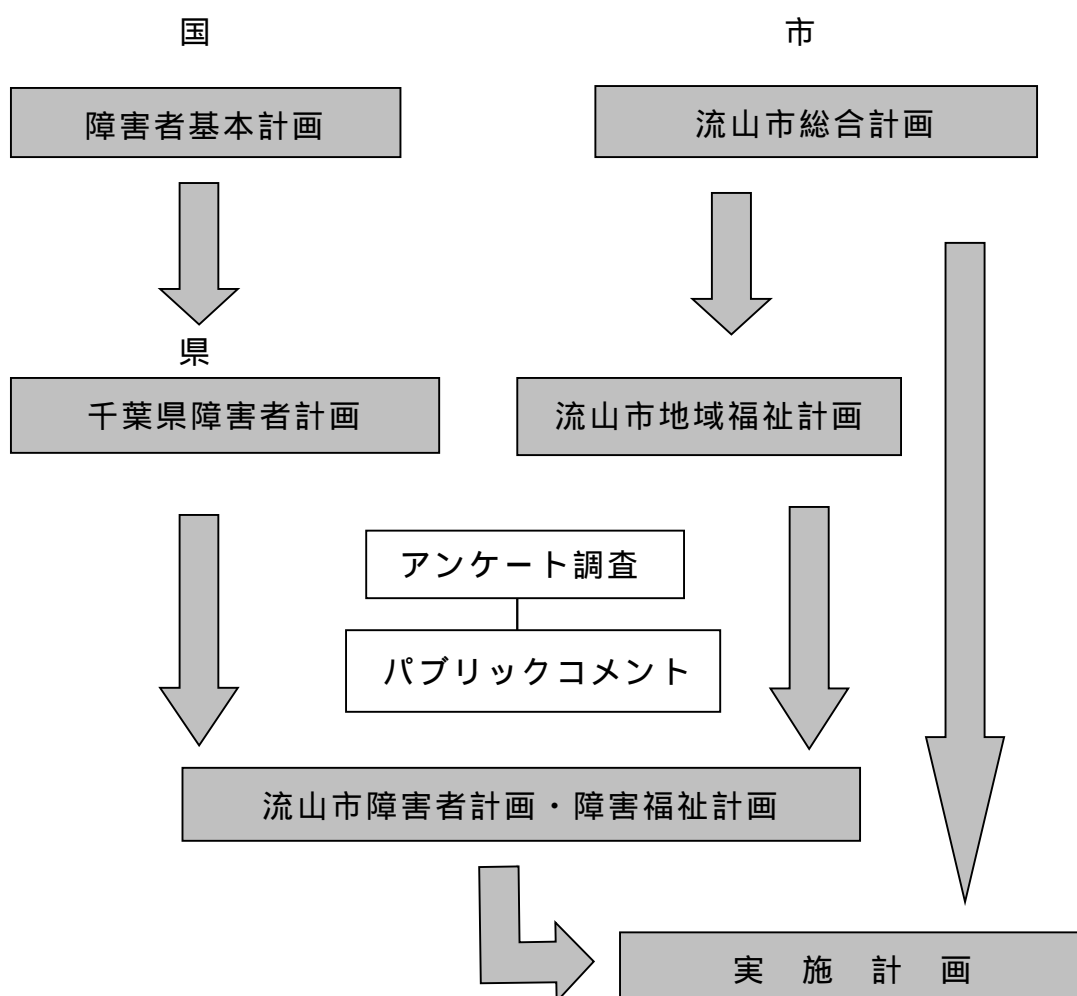 国
市
障害者基本計画
流山市総合計画
県
千葉県障害者計画
流山市地域福祉計画
アンケート調査
パブリックコメント
流山市障害者計画・障害福祉計画
実　施　計　画